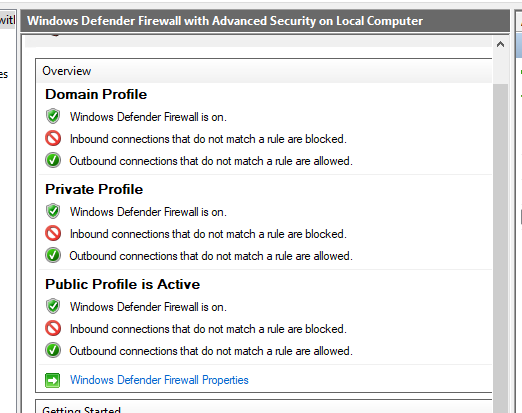 Windows Defender Firewall with Advanced Security on Local Computer
Overview
Domain Profile
Windows Defender Firewall is on.
Inbound connections that do not match a rule are blocked.
Outbound connections that do not match a rule are allowed.
Private Profile
Windows Defender Firewall is on.
Inbound connections that do not match a rule are blocked.
Outbound connections that do not match a rule are allowed.
Public Profile is Active
Windows Defender Firewall is on.
Inbound connections that do not match a rule are blocked.
Outbound connections that do not match a rule are allowed.
Windows Defender Firewall Properties
Getting Started